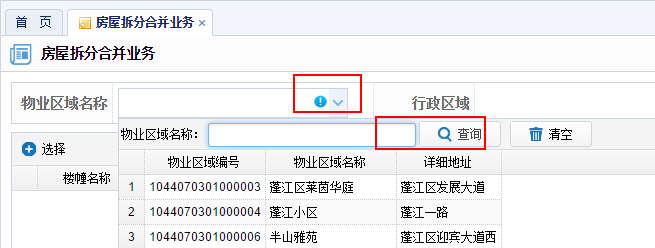 首 页 房屋拆分合并业务 ×
房屋拆分合并业务
物业区域名称 行政区域
物业区域名称： 查询 清空
选择
楼幢名称
物业区域编号 物业区域名称 详细地址
1 1044070301000003 蓬江区莱茵华庭 蓬江区发展大道
2 1044070301000004 蓬江小区 蓬江一路
3 1044070301000006 半山雅苑 蓬江区迎宾大道西